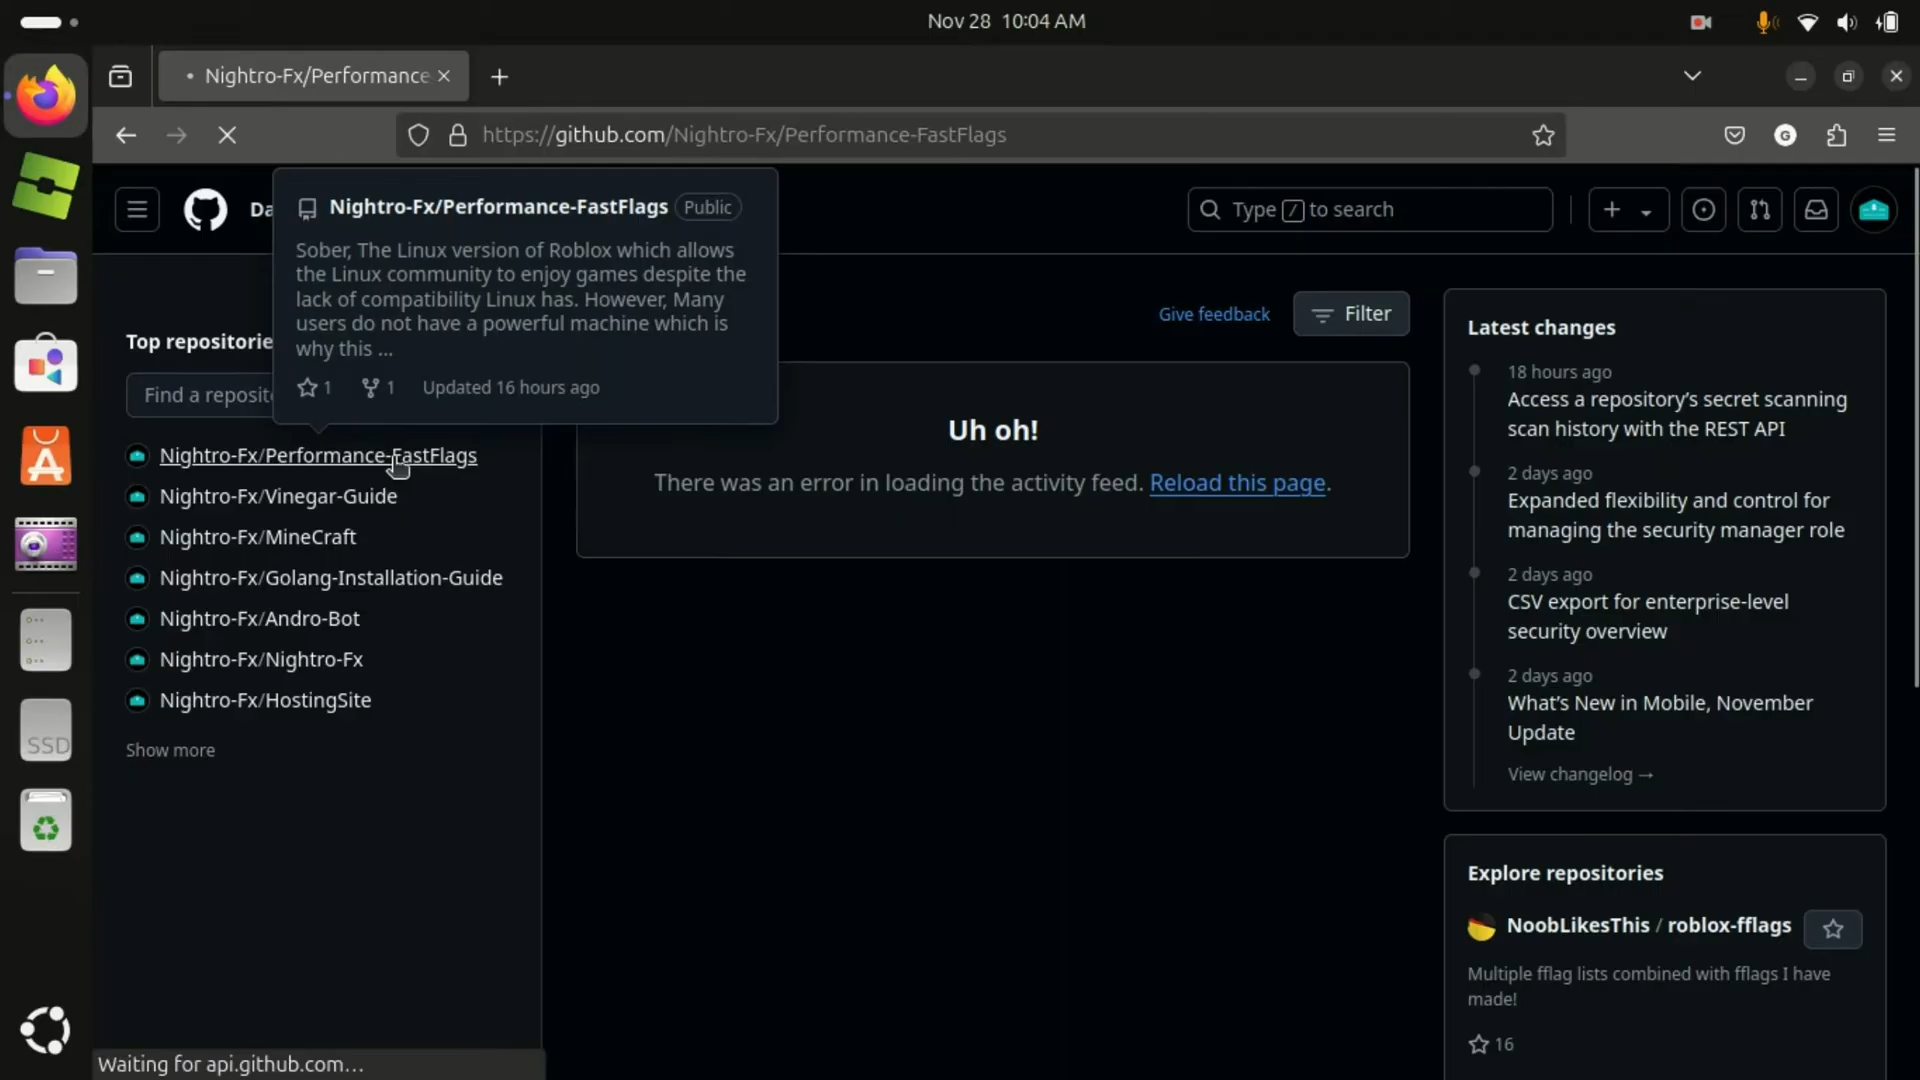 Nov 28 10:04 AM
Nightro-Fx/Performance
https://github.com/Nightro-Fx/Performance-FastFlags
G
Da
Type / to search
Nightro-Fx/Performance-FastFlags Public
Sober, The Linux version of Roblox which allows
the Linux community to enjoy games despite the
lack of compatibility Linux has. However, Many
users do not have a powerful machine which is
why this ...
1 1 Updated 16 hours ago
Top repositorie
Find a reposito
Nightro-Fx/Performance-FastFlags
Nightro-Fx/Vinegar-Guide
Nightro-Fx/MineCraft
Nightro-Fx/Golang-Installation-Guide
Nightro-Fx/Andro-Bot
Nightro-Fx/Nightro-Fx
Nightro-Fx/HostingSite
Show more
Give feedback
Filter
Uh oh!
There was an error in loading the activity feed. Reload this page.
Latest changes
18 hours ago
Access a repository's secret scanning
scan history with the REST API
2 days ago
Expanded flexibility and control for
managing the security manager role
2 days ago
CSV export for enterprise-level
security overview
2 days ago
What's New in Mobile, November
Update
View changelog →
Explore repositories
NoobLikesThis / roblox-fflags
Multiple fflag lists combined with fflags I have
made!
16
SSD
Waiting for api.github.com…